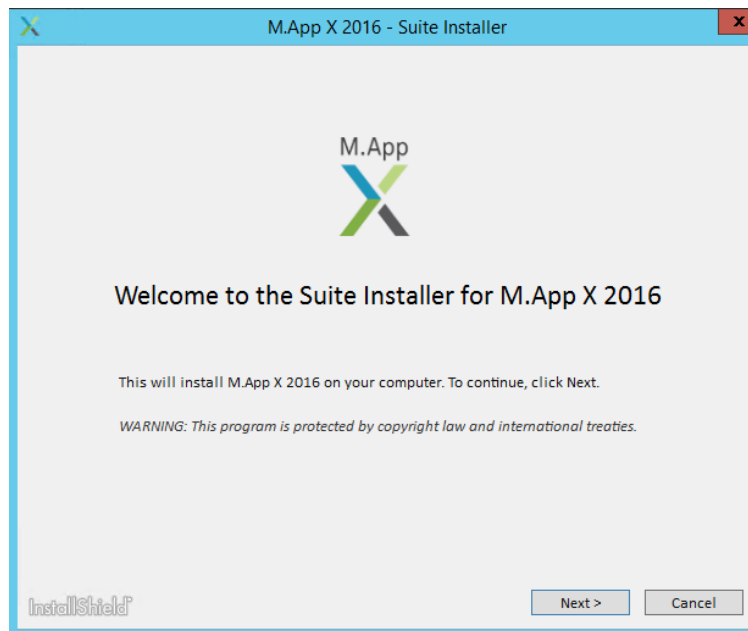 M.App X 2016 - Suite Installer
x
M.App
X
Welcome to the Suite Installer for M.App X 2016
This will install M.App X 2016 on your computer. To continue, click Next.
WARNING: This program is protected by copyright law and international treaties.
InstallShield®
Next >
Cancel